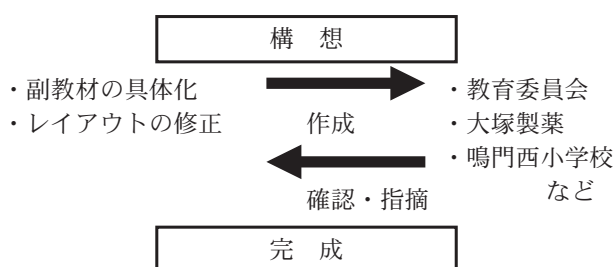 構 想
・副教材の具体化
・レイアウトの修正
作成
・教育委員会
・大塚製薬
・鳴門西小学校
など
確認・指摘
完 成